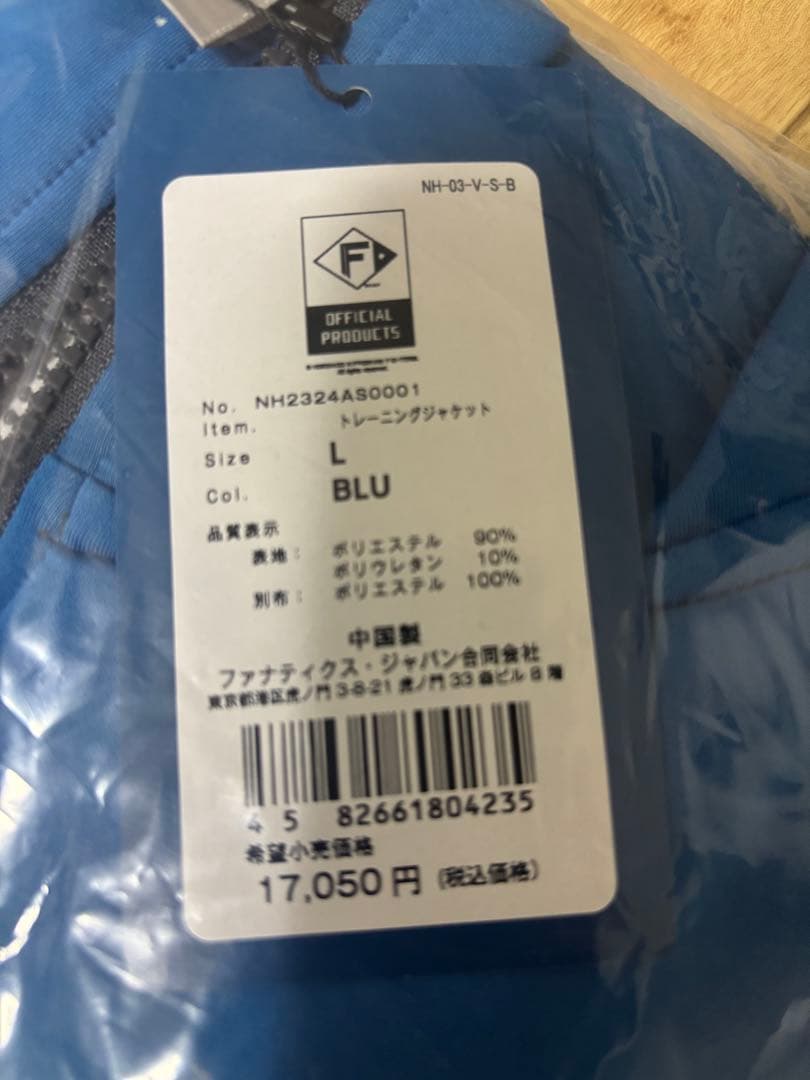 NH-03-V-S-B
F
OFFICIAL
PRODUCTS
All rights reserved.
No. NH2324AS0001
Item. トレーニングジャケット
Size L
Col. BLU
品質表示
表地: ポリエステル 90%
ポリウレタン 10%
別布: ポリエステル 100%
中国製
ファナティクス・ジャパン合同会社
東京都港区虎ノ門3-8-21 虎ノ門33森ビル8階
4 5 82661804235
希望小売価格
17,050円 (税込価格)